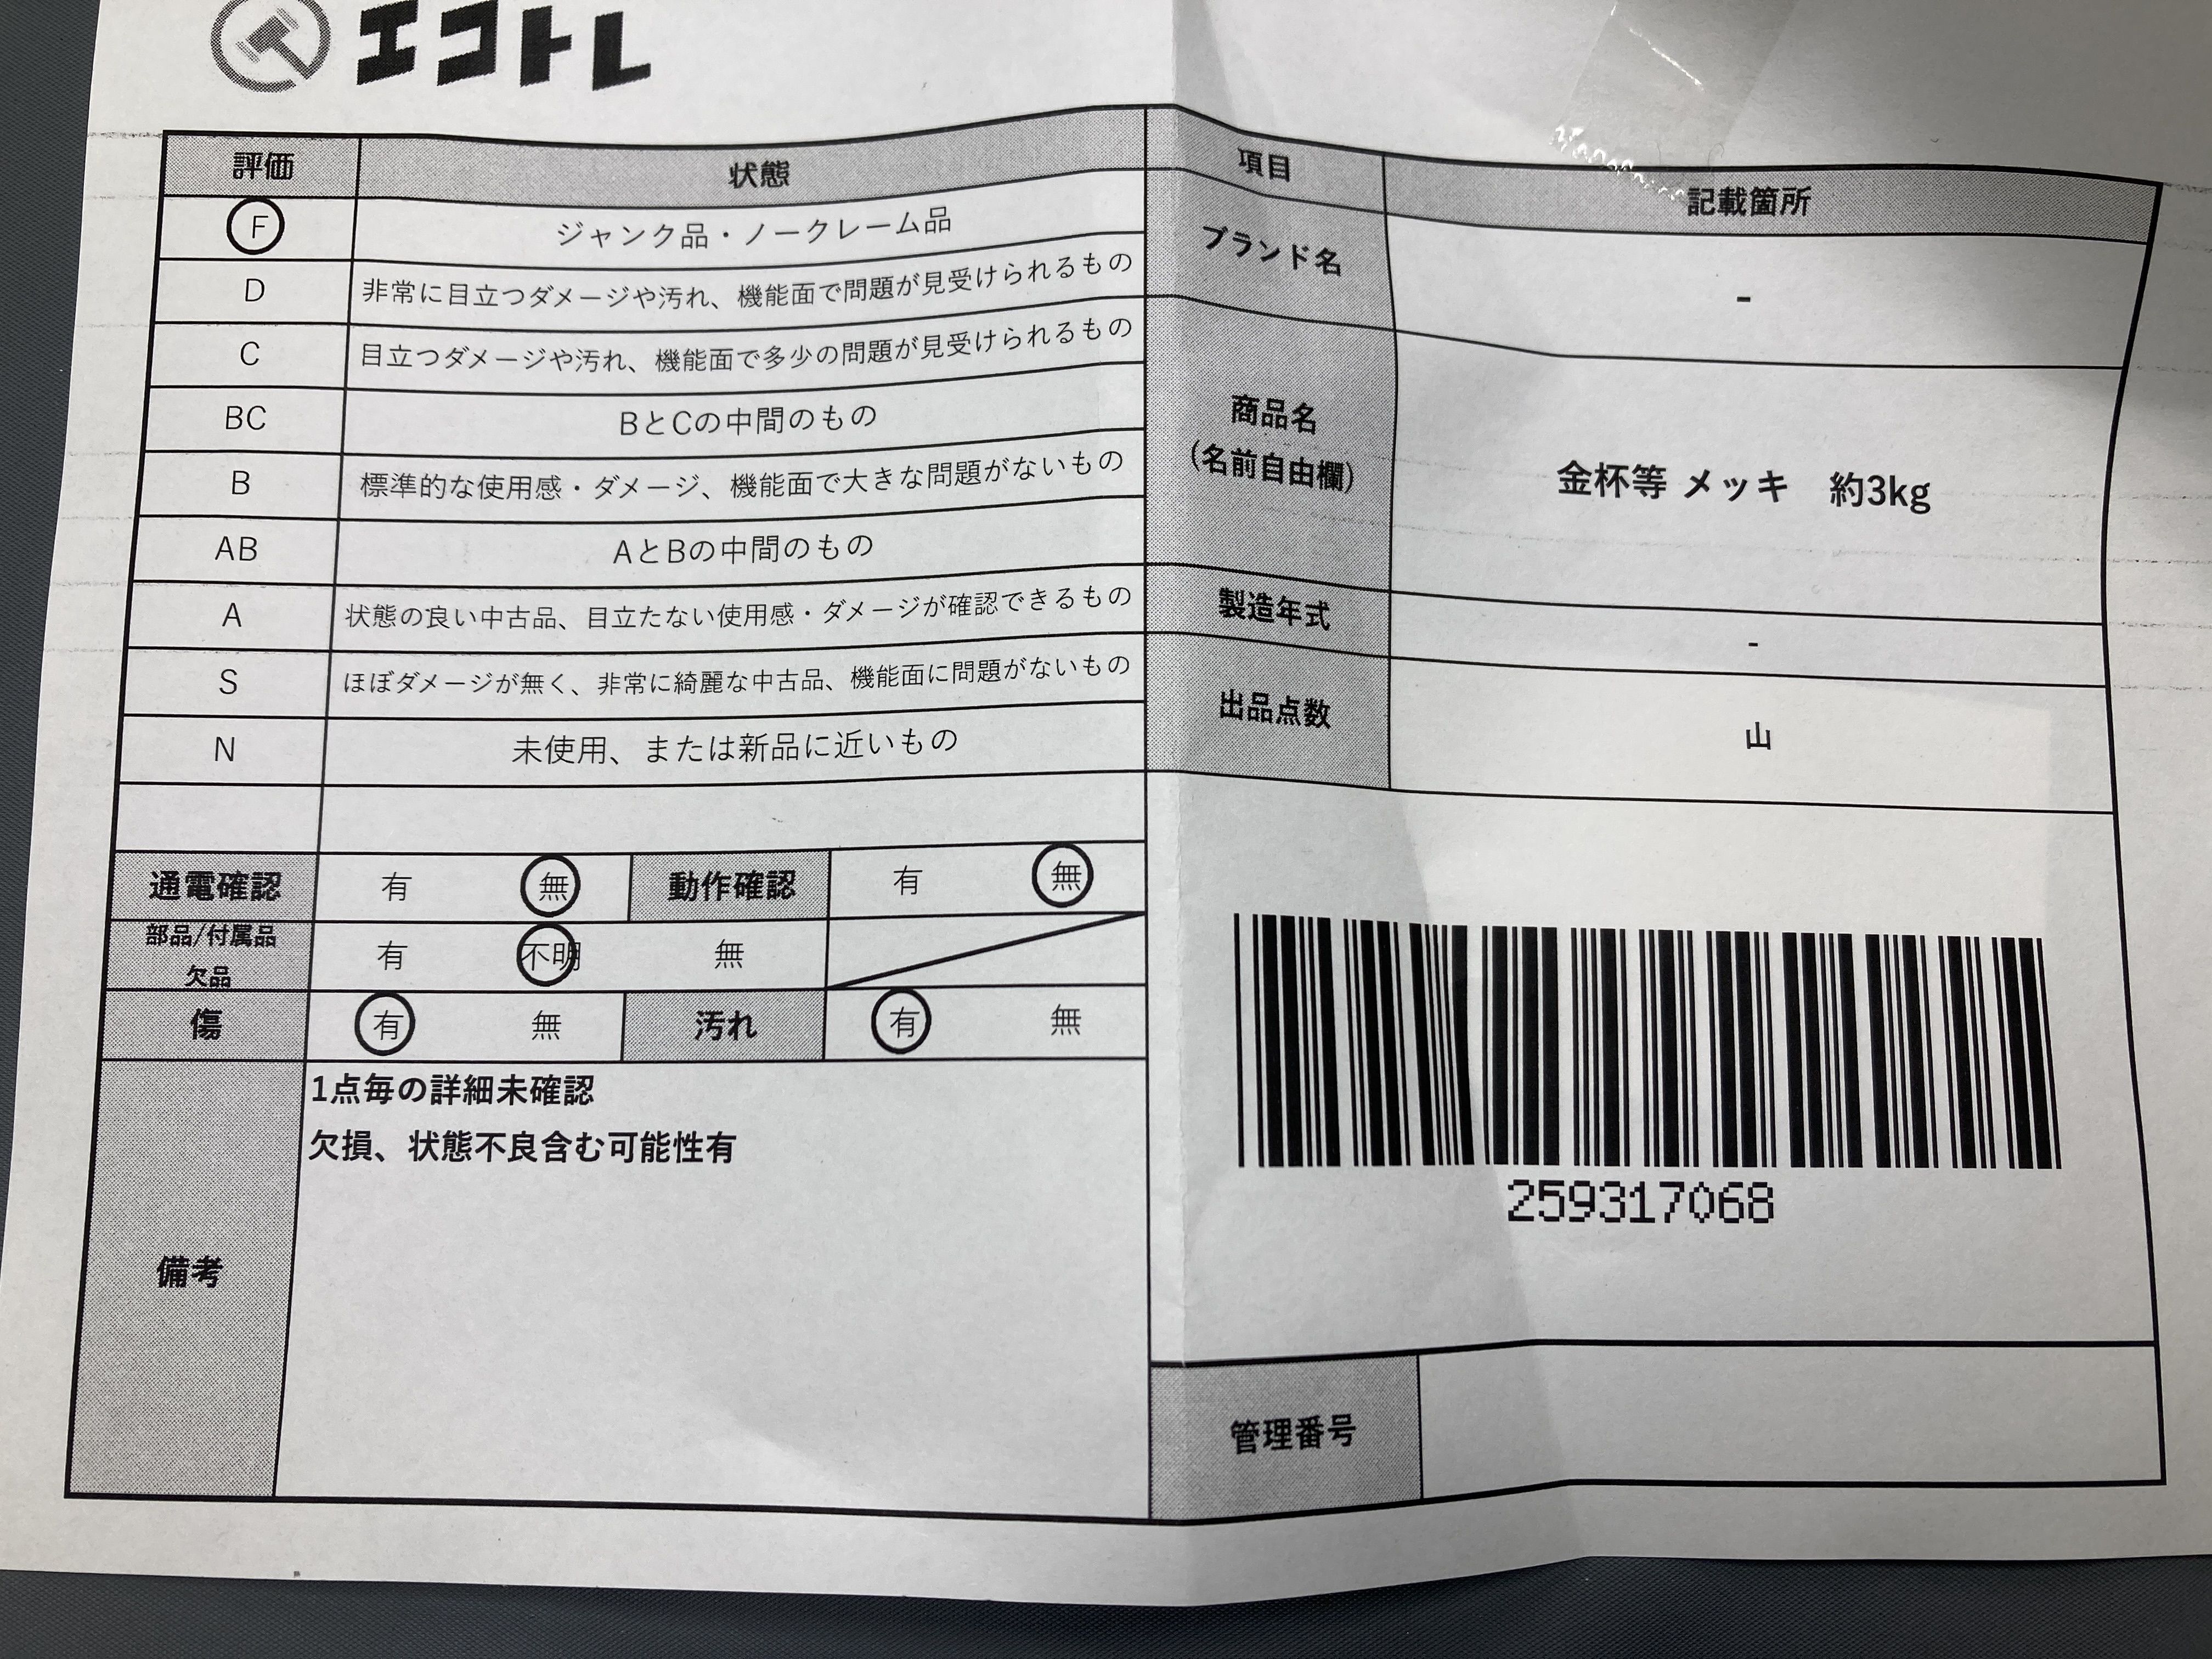 エコトレ
評価 状態
F ジャンク品・ノークレーム品
D 非常に目立つダメージや汚れ、機能面で問題が見受けられるもの
C 目立つダメージや汚れ、機能面で多少の問題が見受けられるもの
BC BとCの中間のもの
B 標準的な使用感・ダメージ、機能面で大きな問題がないもの
AB AとBの中間のもの
A 状態の良い中古品、目立たない使用感・ダメージが確認できるもの
S ほぼダメージが無く、非常に綺麗な中古品、機能面に問題がないもの
N 未使用、または新品に近いもの
通電確認 有 無 動作確認 有 無
部品/付属品
欠品
有 不明 無
傷 有 無 汚れ 有 無
備考
1点毎の詳細未確認
欠損、状態不良含む可能性有
項目 記載箇所
ブランド名 -
商品名
(名前自由欄)
金杯等 メッキ 約3kg
製造年式 -
出品点数 山
259317068
管理番号